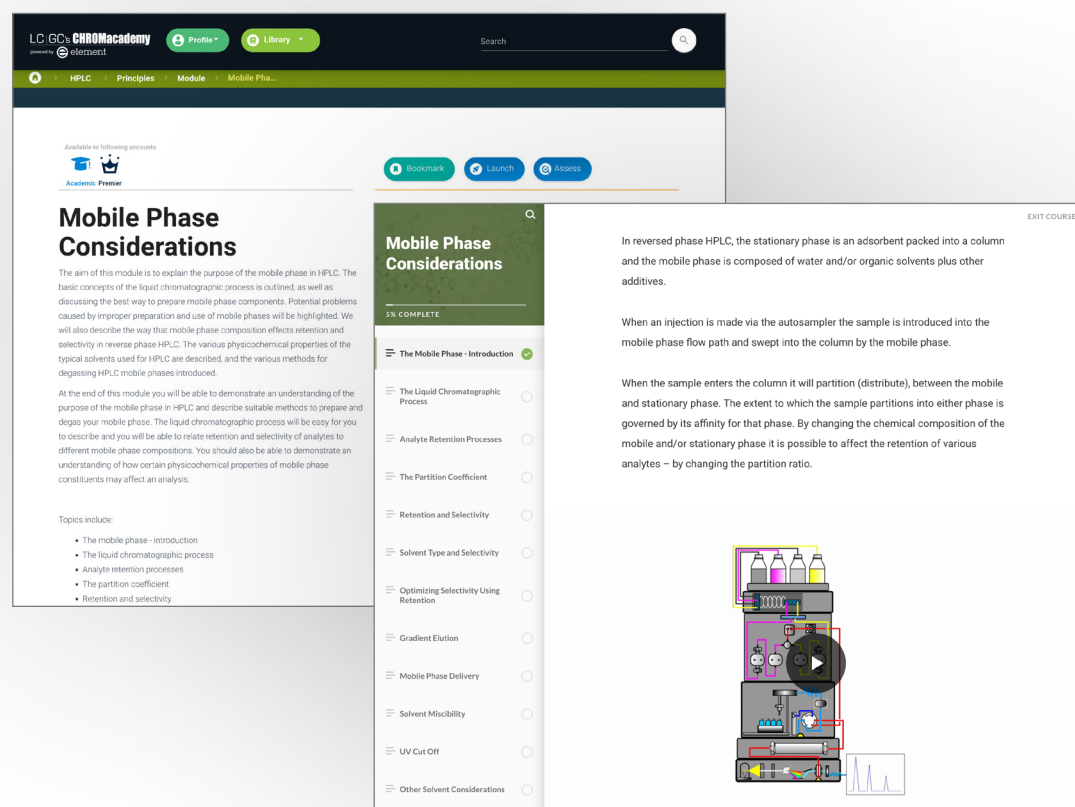 LC|GC's CHROMacademy
powered by element
Profile
Library
Search
HPLC
Principles
Module
Mobile Pha...
Available to following accounts
Academic Premier
Bookmark
Launch
Assess
Mobile Phase
Considerations
The aim of this module is to explain the purpose of the mobile phase in HPLC. The
basic concepts of the liquid chromatographic process is outlined, as well as
discussing the best way to prepare mobile phase components. Potential problems
caused by improper preparation and use of mobile phases will be highlighted. We
will also describe the way that mobile phase composition effects retention and
selectivity in reverse phase HPLC. The various physicochemical properties of the
typical solvents used for HPLC are described, and the various methods for
degassing HPLC mobile phases introduced.
At the end of this module you will be able to demonstrate an understanding of the
purpose of the mobile phase in HPLC and describe suitable methods to prepare and
degas your mobile phase. The liquid chromatographic process will be easy for you
to describe and you will be able to relate retention and selectivity of analytes to
different mobile phase compositions. You should also be able to demonstrate an
understanding of how certain physicochemical properties of mobile phase
constituents may affect an analysis.
Topics include:
• The mobile phase - introduction
• The liquid chromatographic process
• Analyte retention processes
• The partition coefficient
• Retention and selectivity
Mobile Phase
Considerations
5% COMPLETE
The Mobile Phase - Introduction
The Liquid Chromatographic
Process
Analyte Retention Processes
The Partition Coefficient
Retention and Selectivity
Solvent Type and Selectivity
Optimizing Selectivity Using
Retention
Gradient Elution
Mobile Phase Delivery
Solvent Miscibility
UV Cut Off
Other Solvent Considerations
EXIT COURSE
In reversed phase HPLC, the stationary phase is an adsorbent packed into a column
and the mobile phase is composed of water and/or organic solvents plus other
additives.
When an injection is made via the autosampler the sample is introduced into the
mobile phase flow path and swept into the column by the mobile phase.
When the sample enters the column it will partition (distribute), between the mobile
and stationary phase. The extent to which the sample partitions into either phase is
governed by its affinity for that phase. By changing the chemical composition of the
mobile and/or stationary phase it is possible to affect the retention of various
analytes – by changing the partition ratio.